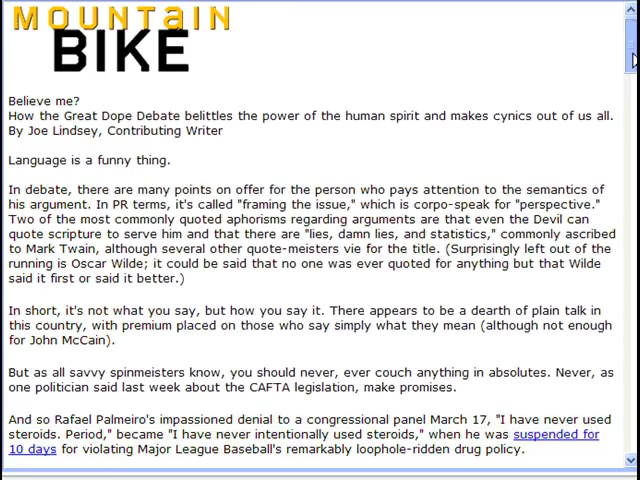 MOUNTAIN
BIKE
Believe me?
How the Great Dope Debate belittles the power of the human spirit and makes cynics out of us all.
By Joe Lindsey, Contributing Writer
Language is a funny thing.
In debate, there are many points on offer for the person who pays attention to the semantics of
his argument. In PR terms, it's called "framing the issue," which is corpo-speak for "perspective."
Two of the most commonly quoted aphorisms regarding arguments are that even the Devil can
quote scripture to serve him and that there are "lies, damn lies, and statistics," commonly ascribed
to Mark Twain, although several other quote-meisters vie for the title. (Surprisingly left out of the
running is Oscar Wilde; it could be said that no one was ever quoted for anything but that Wilde
said it first or said it better.)
In short, it's not what you say, but how you say it. There appears to be a dearth of plain talk in
this country, with premium placed on those who say simply what they mean (although not enough
for John McCain).
But as all savvy spinmeisters know, you should never, ever couch anything in absolutes. Never, as
one politician said last week about the CAFTA legislation, make promises.
And so Rafael Palmeiro's impassioned denial to a congressional panel March 17, "I have never used
steroids. Period," became "I have never intentionally used steroids," when he was suspended for
10 days for violating Major League Baseball's remarkably loophole-ridden drug policy.